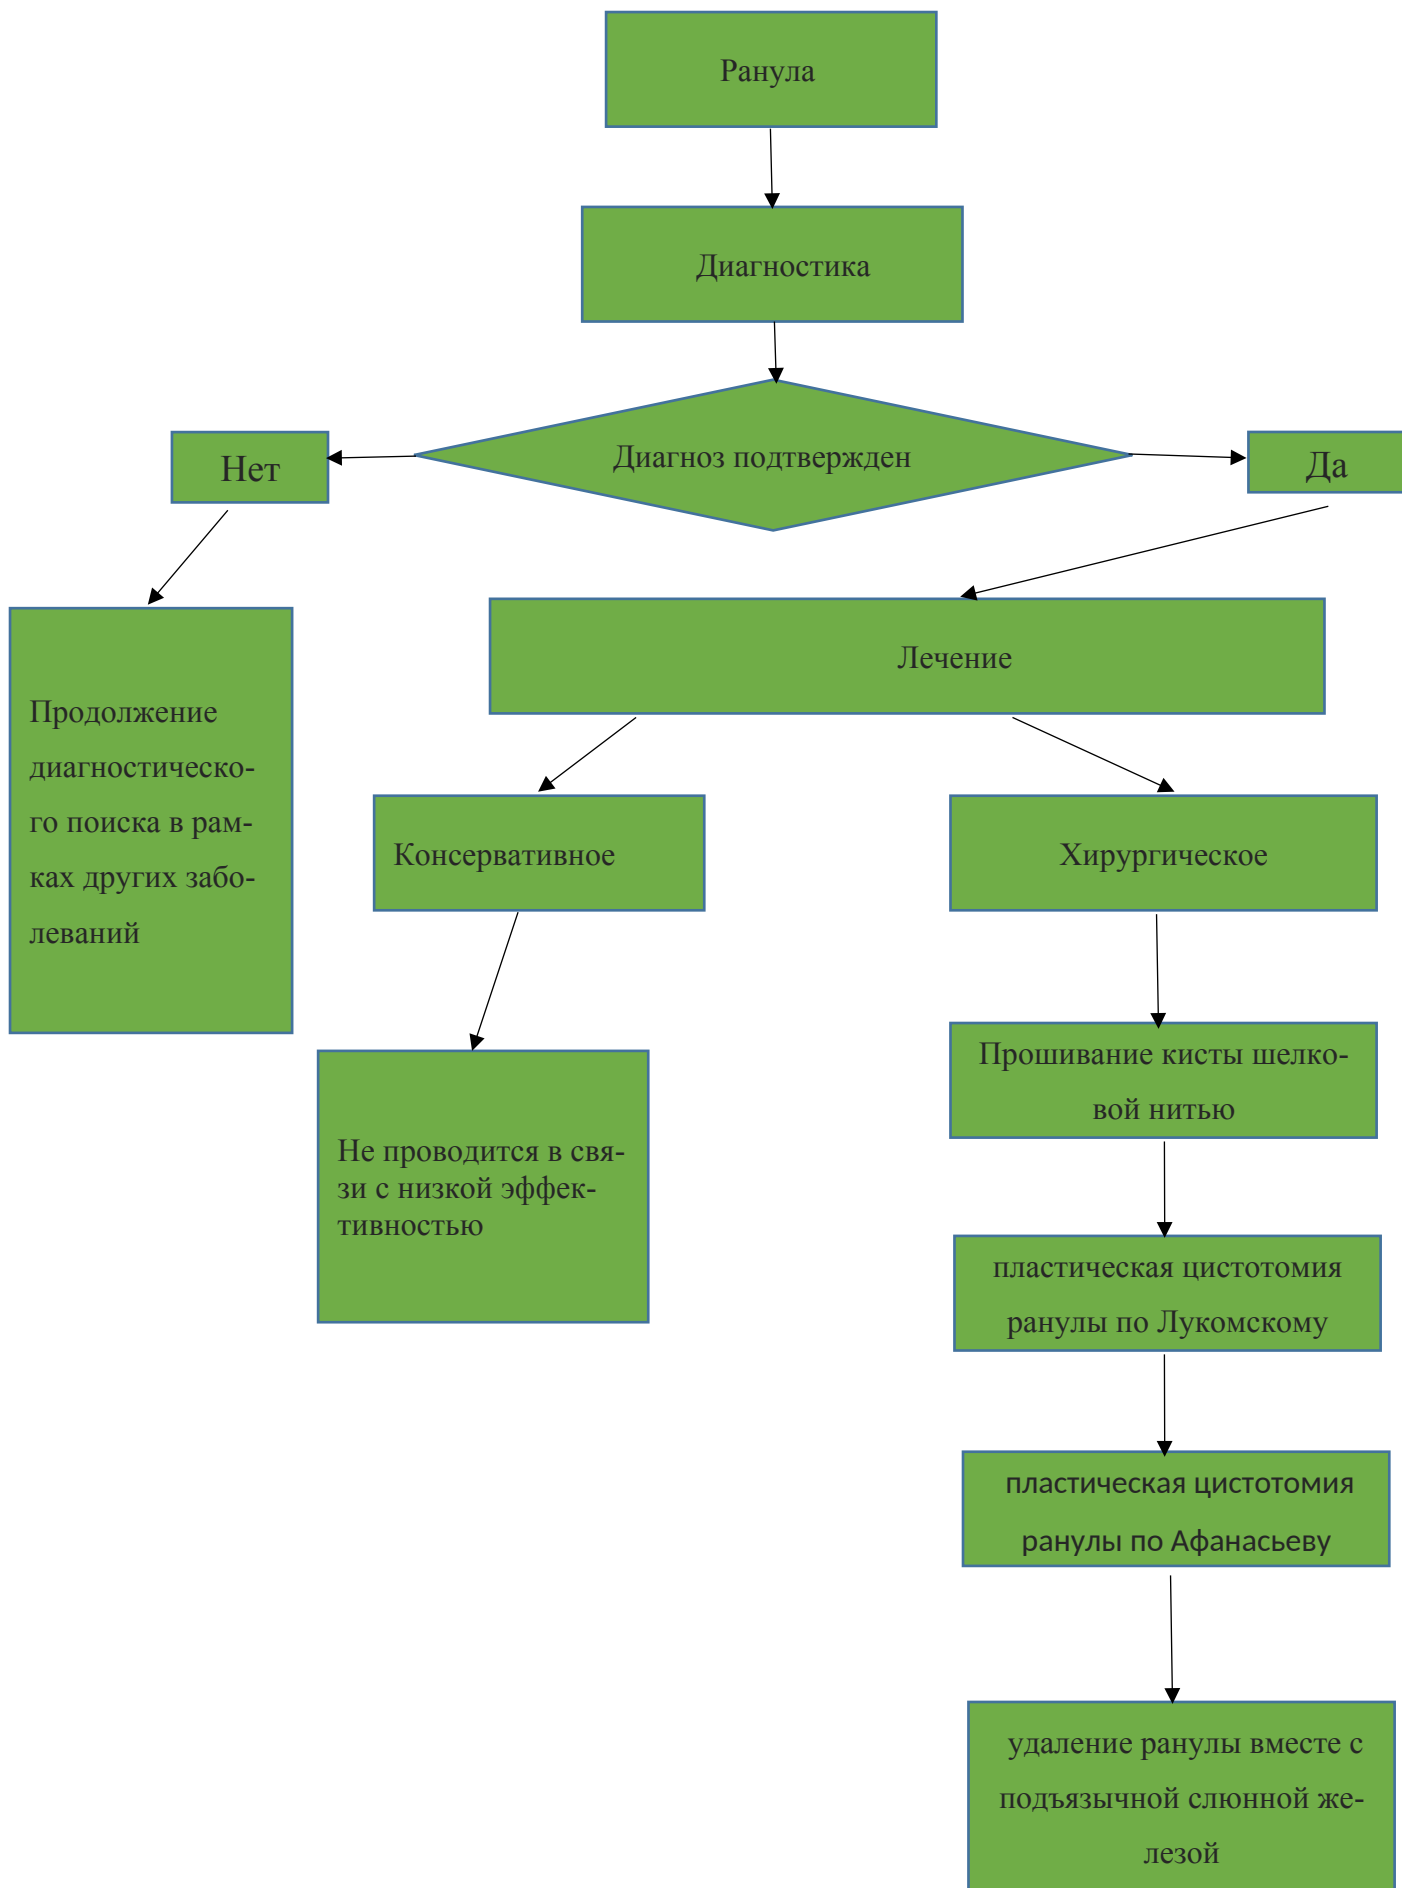 Ранула
Диагностика
Диагноз подтвержден
Нет
Да
Лечение
Продолжение
диагностическо-
го поиска в рам-
ках других забо-
леваний
Консервативное
Хирургическое
Не проводится в свя-
зи с низкой эффек-
тивностью
Прошивание кисты шелко-
вой нитью
пластическая цистотомия
ранулы по Лукомскому
пластическая цистотомия
ранулы по Афанасьеву
удаление ранулы вместе с
подъязычной слюнной же-
лезой